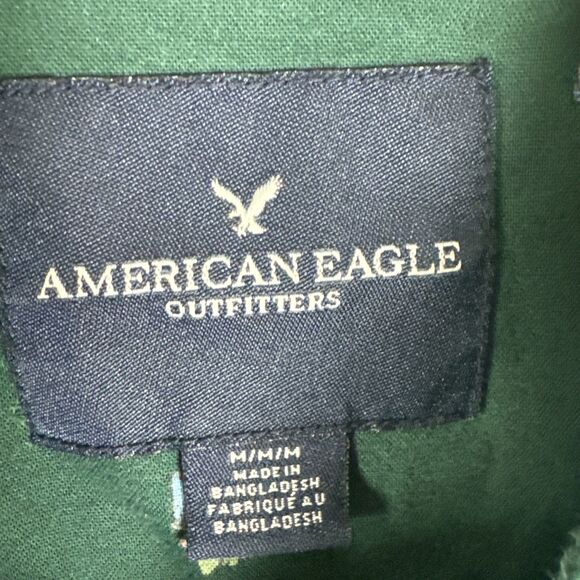 AMERICAN EAGLE
OUTFITTERS
M/M/M
MADE IN
BANGLADESH
FABRIQUÉ AU
BANGLADESH